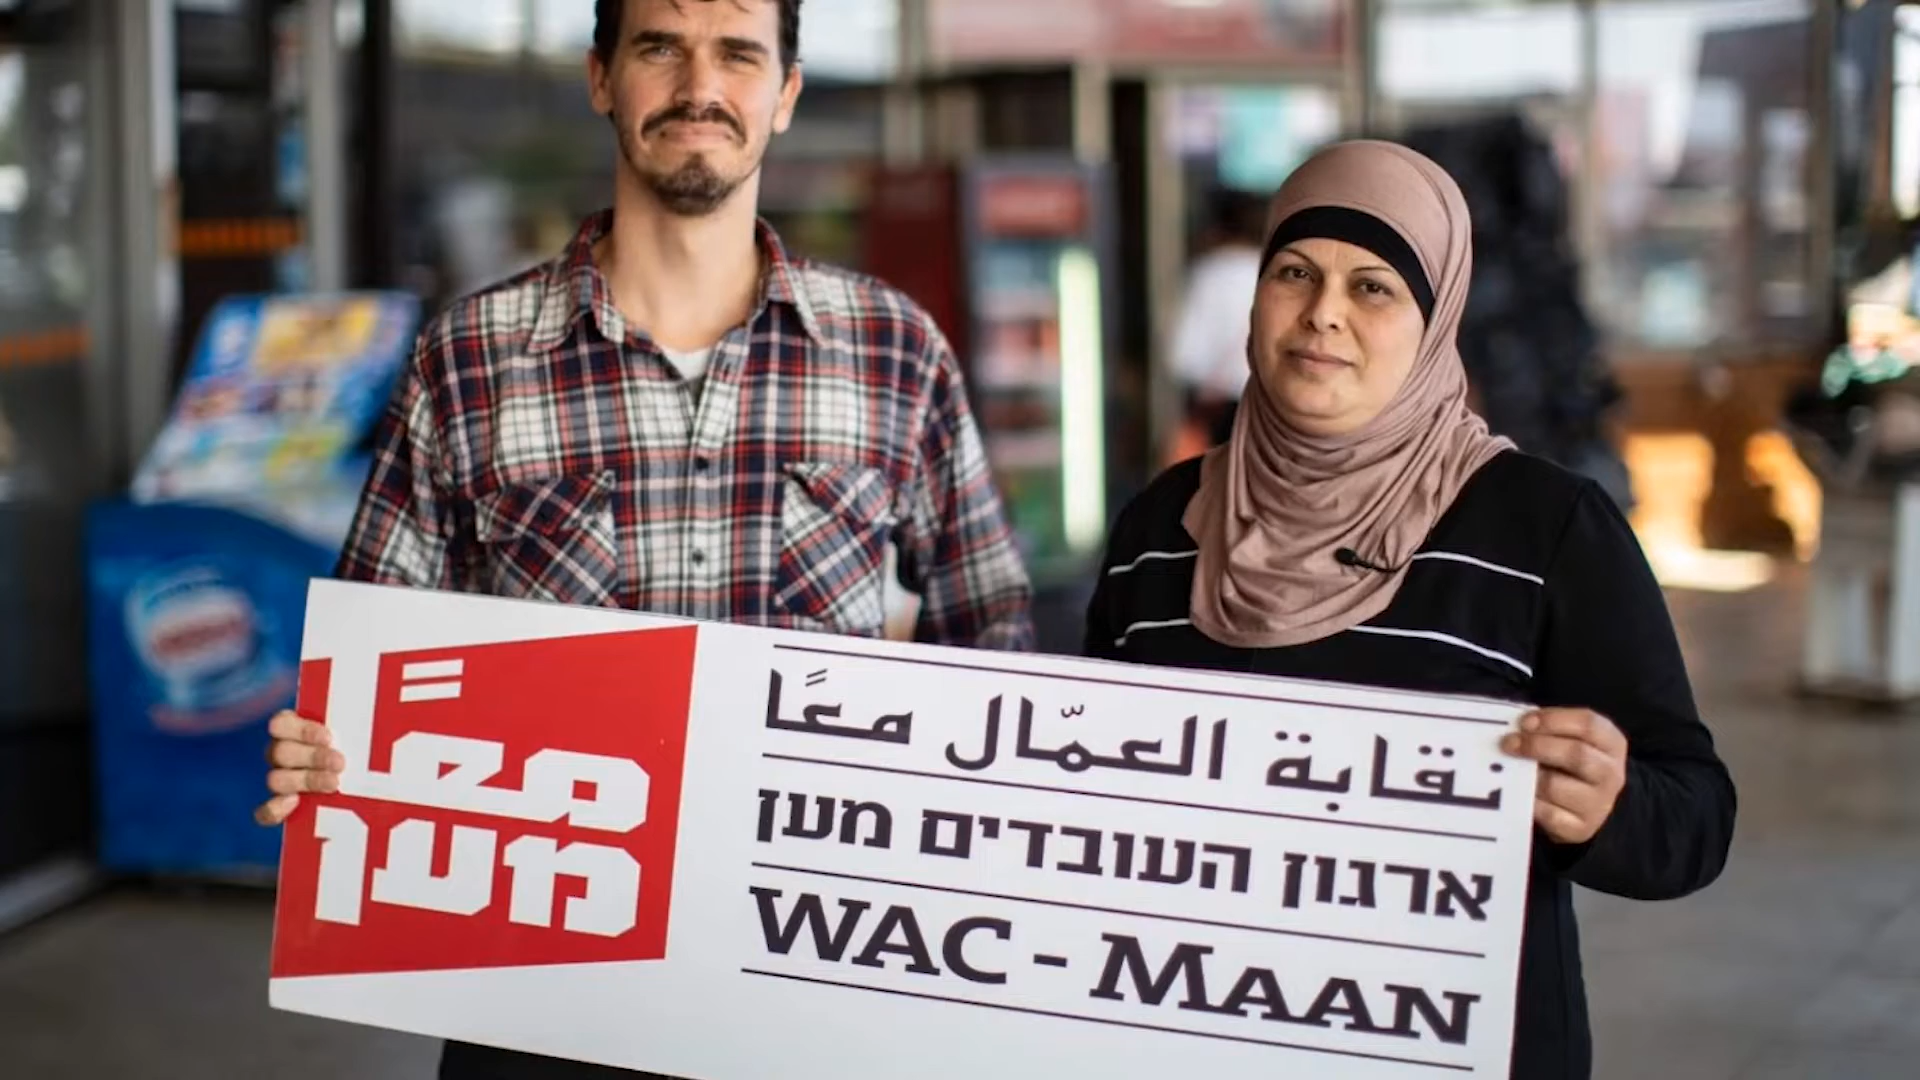 معًا
מען
نقابة العمّال معًا
ארגון העובדים מען
WAC - MAAN